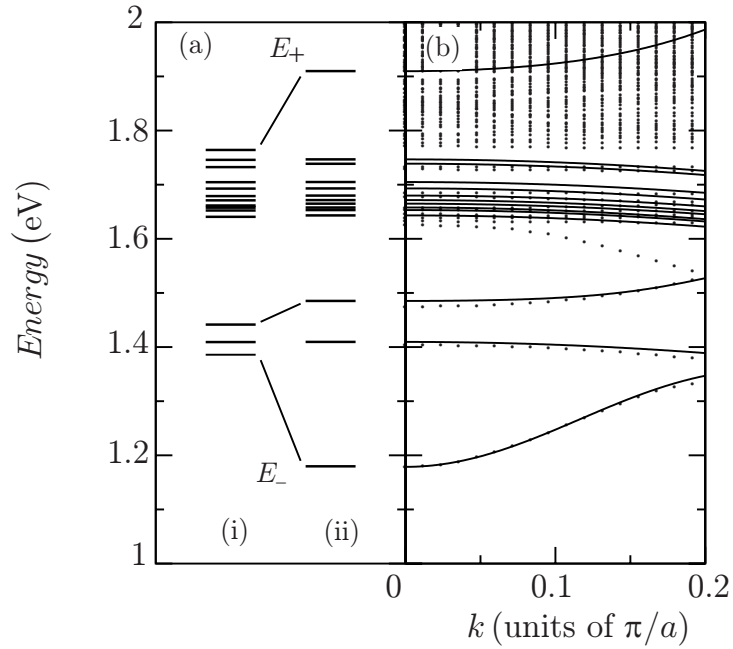 2
(a)
(b)
E+
1.8
Energy (eV)
1.6
1.4
1.2
E–
(i)
(ii)
1
0
0.1
0.2
k (units of π/a)